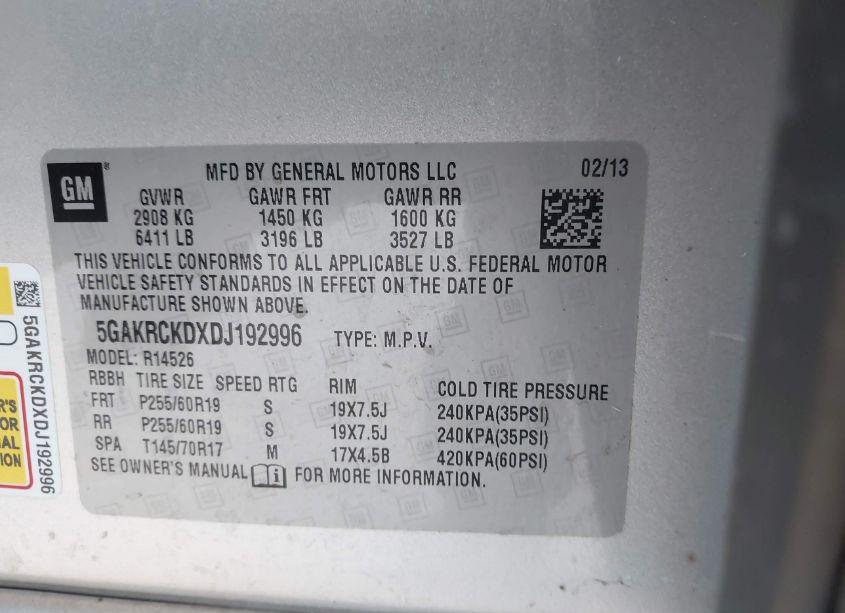 GM
MFD BY GENERAL MOTORS LLC 02/13
GVWR GAWR FRT GAWR RR
2908 KG 1450 KG 1600 KG
6411 LB 3196 LB 3527 LB
THIS VEHICLE CONFORMS TO ALL APPLICABLE U.S. FEDERAL MOTOR
VEHICLE SAFETY STANDARDS IN EFFECT ON THE DATE OF
MANUFACTURE SHOWN ABOVE.
5GAKRCKDXDJ192996 TYPE: M.P.V.
MODEL: R14526
RBBH TIRE SIZE SPEED RTG RIM COLD TIRE PRESSURE
FRT P255/60R19 S 19X7.5J 240KPA(35PSI)
RR P255/60R19 S 19X7.5J 240KPA(35PSI)
SPA T145/70R17 M 17X4.5B 420KPA(60PSI)
SEE OWNER'S MANUAL i FOR MORE INFORMATION.
5GAKRCKDXDJ192996
R'S
OR
AL
ION